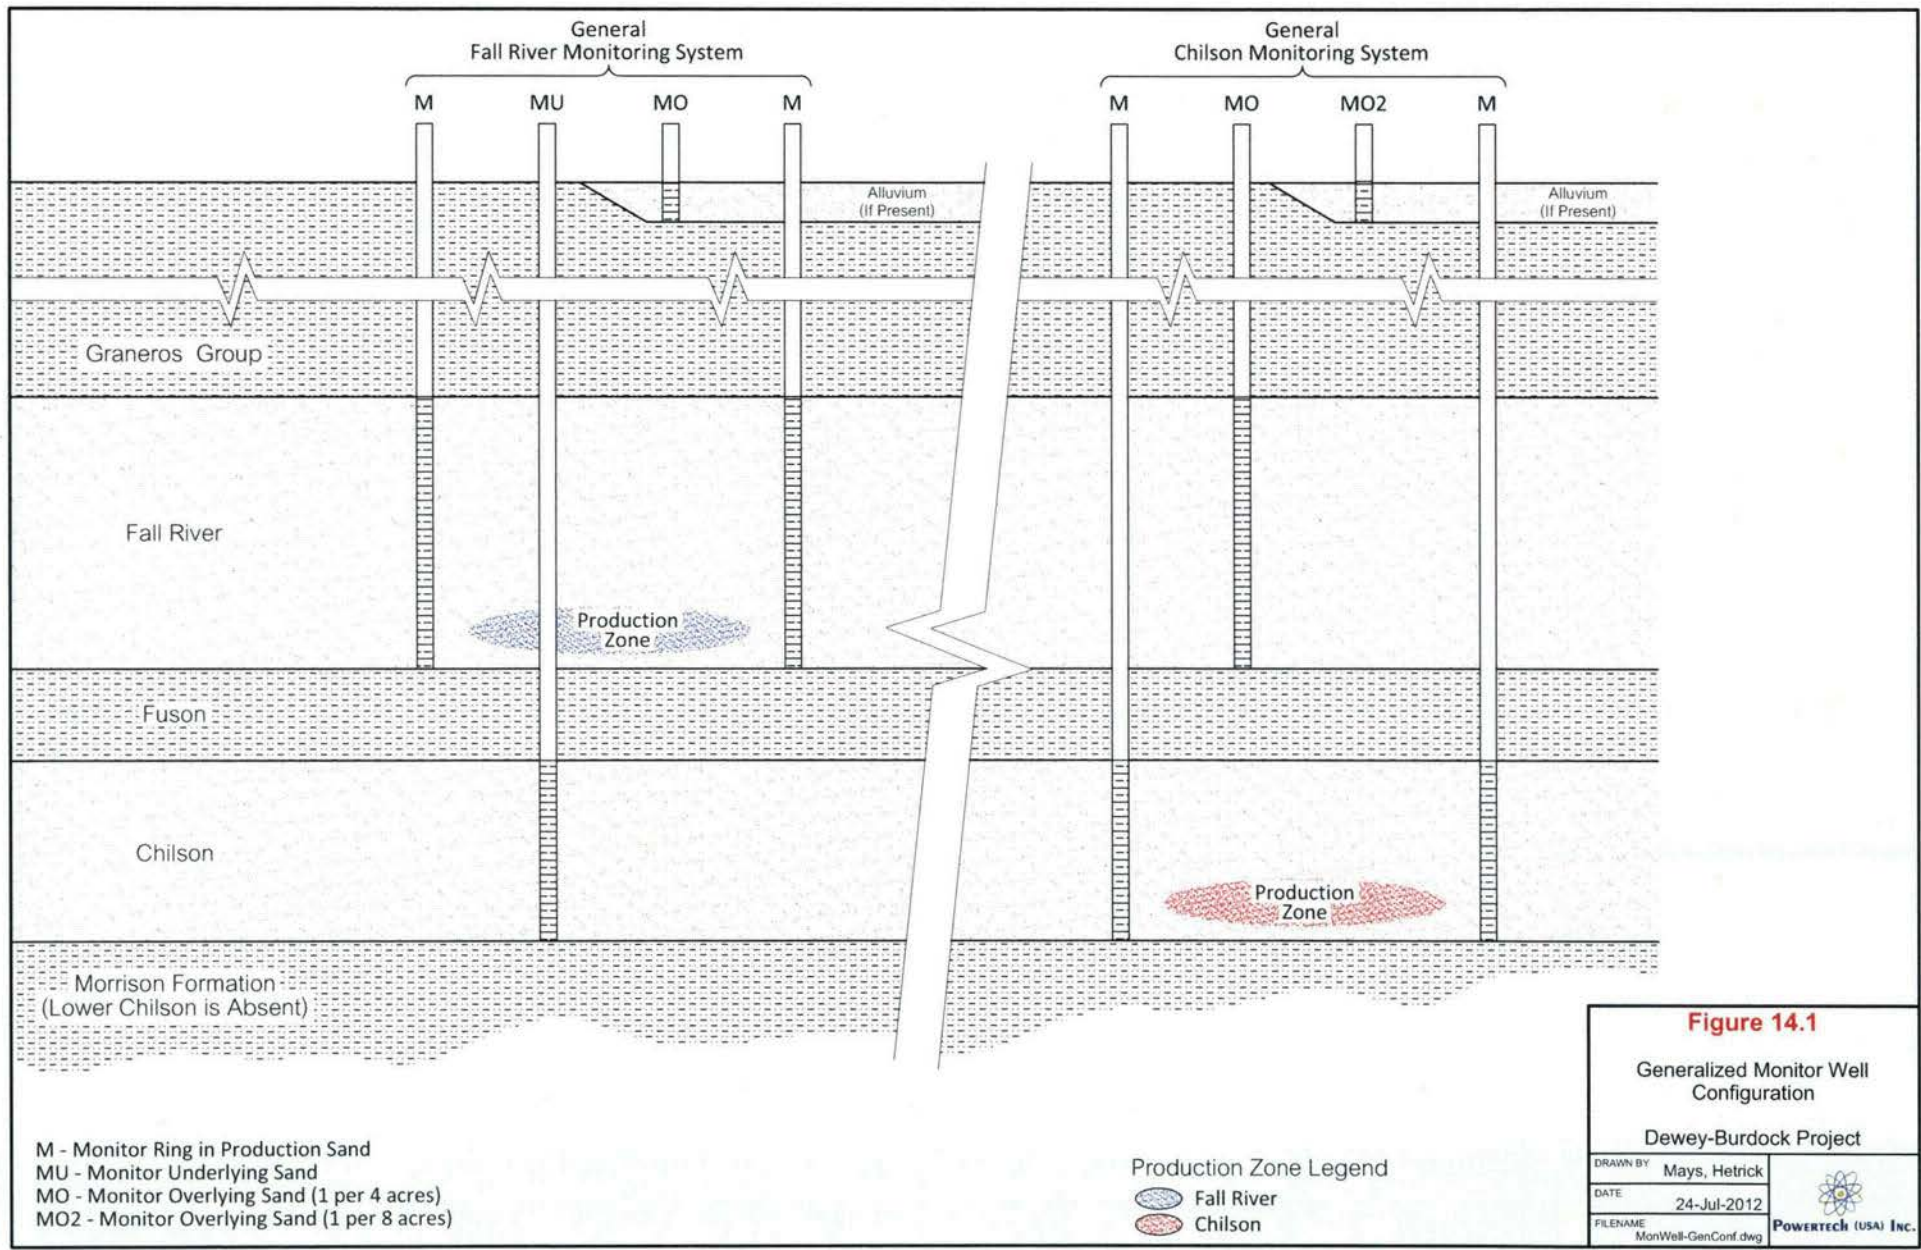 General
Fall River Monitoring System
General
Chilson Monitoring System
M
MU
MO
M
M
MO
MO2
M
Alluvium
(If Present)
Alluvium
(If Present)
Graneros Group
Fall River
Production
Zone
Fuson
Chilson
Production
Zone
Morrison Formation
(Lower Chilson is Absent)
M - Monitor Ring in Production Sand
MU - Monitor Underlying Sand
MO - Monitor Overlying Sand (1 per 4 acres)
MO2 - Monitor Overlying Sand (1 per 8 acres)
Production Zone Legend
Fall River
Chilson
Figure 14.1
Generalized Monitor Well
Configuration
Dewey-Burdock Project
DRAWN BY Mays, Hetrick
DATE 24-Jul-2012
FILENAME MonWell-GenConf.dwg
POWERTECH (USA) INC.